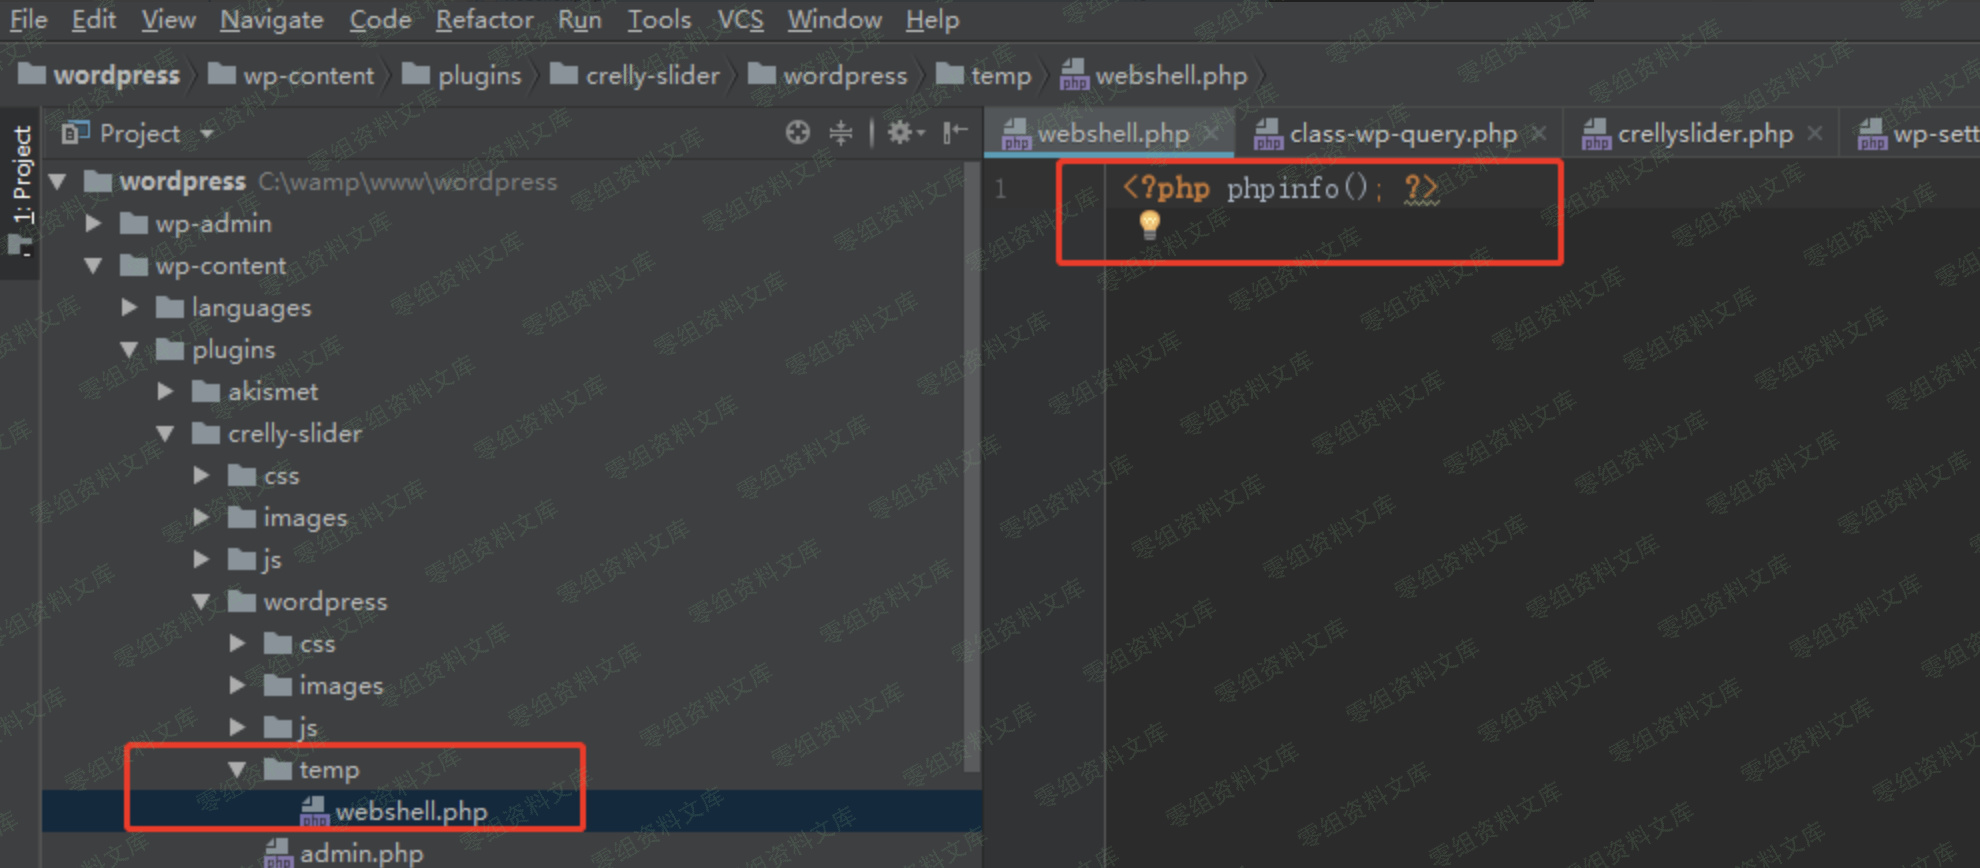 File Edit View Navigate Code Refactor Run Tools VCS Window Help
wordpress wp-content plugins crelly-slider wordpress temp webshell.php
1: Project
Project
webshell.php class-wp-query.php crellyslider.php wp-sett
wordpress C:\wamp\www\wordpress
1 <?php phpinfo(); ?>
wp-admin
wp-content
languages
plugins
akismet
crelly-slider
css
images
js
wordpress
css
images
js
temp
webshell.php
admin.php
零组资料文库